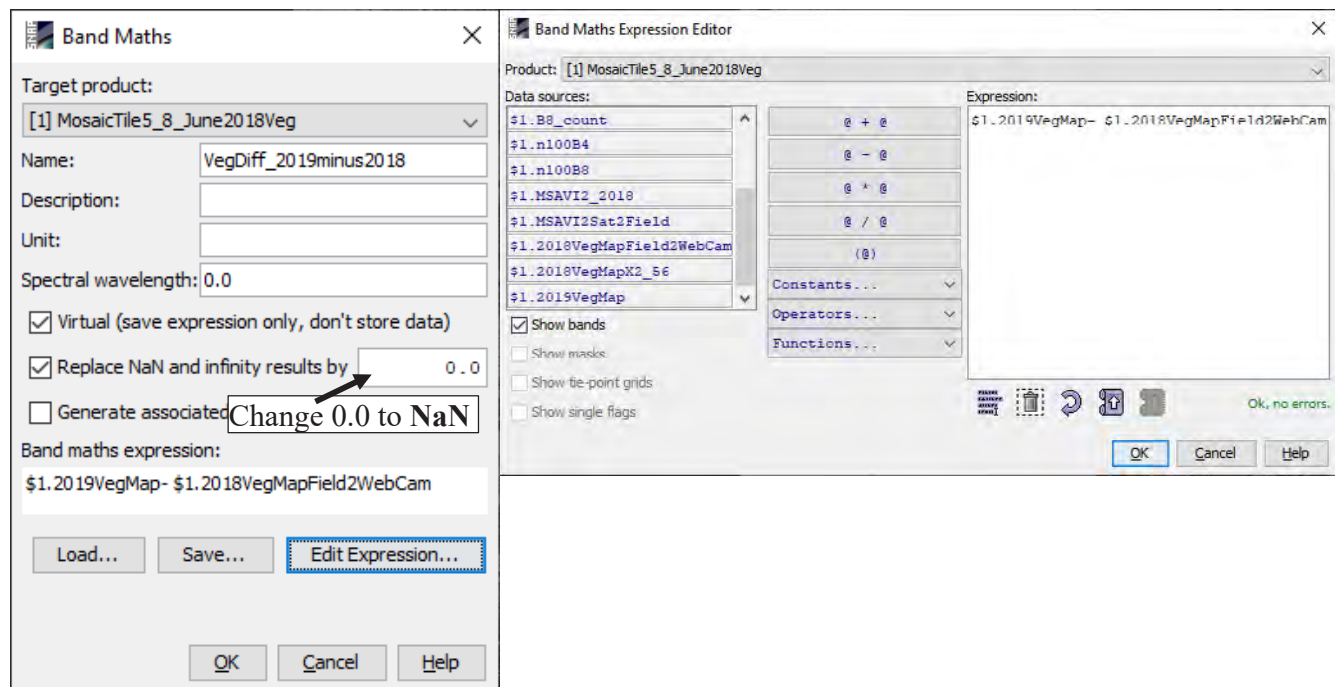 Band Maths
Target product:
[1] MosaicTile5_8_June2018Veg
Name: VegDiff_2019minus2018
Description:
Unit:
Spectral wavelength: 0.0
Virtual (save expression only, don't store data)
Replace NaN and infinity results by 0.0
Generate associated
Change 0.0 to NaN
Band maths expression:
$1.2019VegMap- $1.2018VegMapField2WebCam
Load... Save... Edit Expression...
OK Cancel Help
Band Maths Expression Editor
Product: [1] MosaicTile5_8_June2018Veg
Data sources:
$1.B8_count
$1.n100B4
$1.n100B8
$1.MSAVI2_2018
$1.MSAVI2Sat2Field
$1.2018VegMapField2WebCam
$1.2018VegMapX2_56
$1.2019VegMap
Show bands
Show masks
Show tie-point grids
Show single flags
@ + @
@ - @
@ * @
@ / @
(@)
Constants...
Operators...
Functions...
Expression:
$1.2019VegMap- $1.2018VegMapField2WebCam
Ok, no errors.
OK Cancel Help